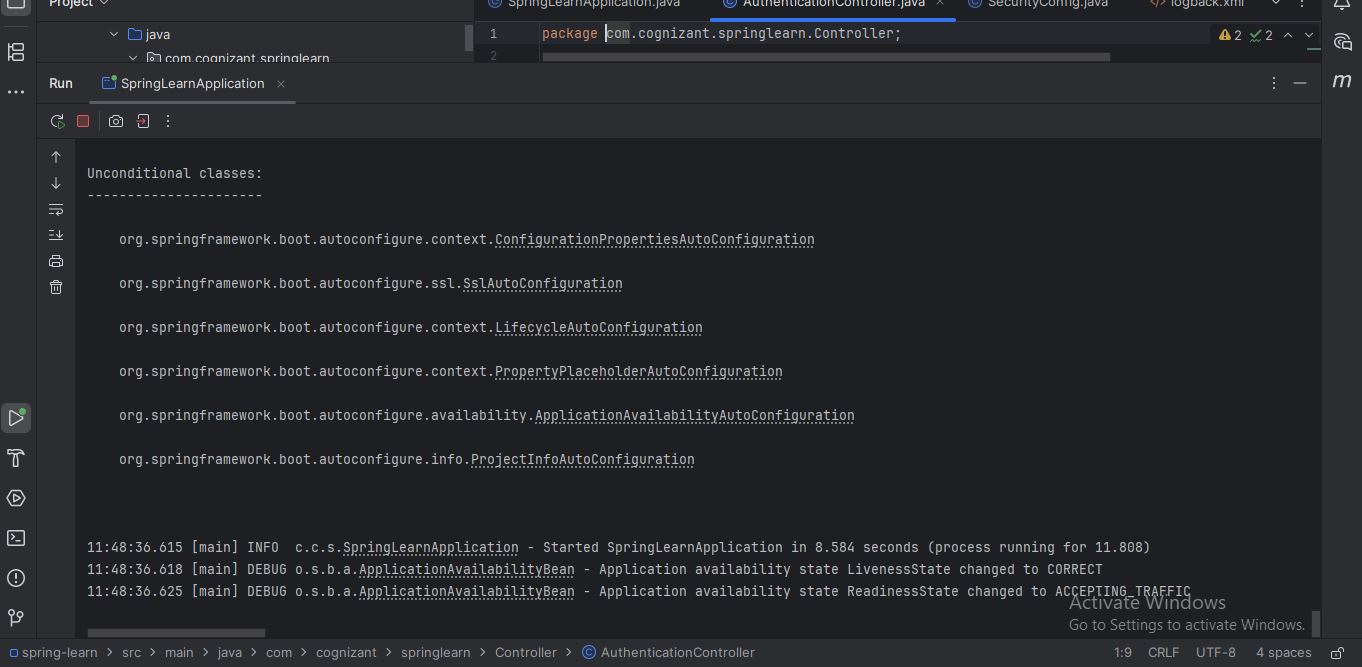 Project
SpringLearnApplication.java
AuthenticationController.java
SecurityConfig.java
logback.xml
java
com.cognizant.springlearn
1 package com.cognizant.springlearn.Controller;
2 2
2
Run SpringLearnApplication
m
Unconditional classes:
----------------------
org.springframework.boot.autoconfigure.context.ConfigurationPropertiesAutoConfiguration
org.springframework.boot.autoconfigure.ssl.SslAutoConfiguration
org.springframework.boot.autoconfigure.context.LifecycleAutoConfiguration
org.springframework.boot.autoconfigure.context.PropertyPlaceholderAutoConfiguration
org.springframework.boot.autoconfigure.availability.ApplicationAvailabilityAutoConfiguration
org.springframework.boot.autoconfigure.info.ProjectInfoAutoConfiguration
11:48:36.615 [main] INFO  c.c.s.SpringLearnApplication - Started SpringLearnApplication in 8.584 seconds (process running for 11.808)
11:48:36.618 [main] DEBUG o.s.b.a.ApplicationAvailabilityBean - Application availability state LivenessState changed to CORRECT
11:48:36.625 [main] DEBUG o.s.b.a.ApplicationAvailabilityBean - Application availability state ReadinessState changed to ACCEPTING_TRAFFIC
Activate Windows
Go to Settings to activate Windows.
spring-learn > src > main > java > com > cognizant > springlearn > Controller > AuthenticationController
1:9 CRLF UTF-8 4 spaces